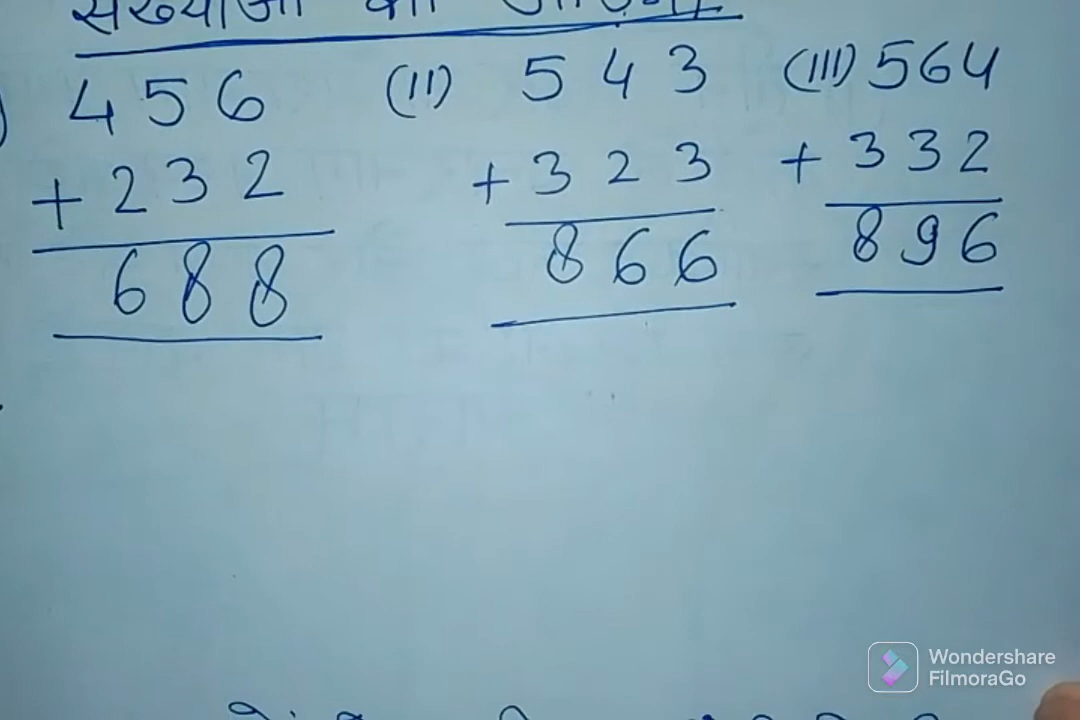 संख्याओं को जोड़ना
456 (II) 543 (III) 564
+ 232 + 323 + 332
688 866 896
Wondershare
FilmoraGo